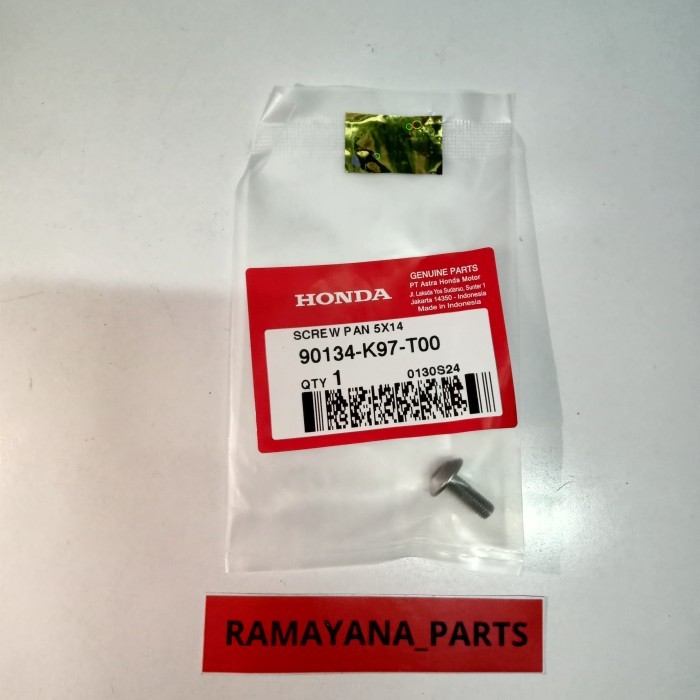 HONDA
GENUINE PARTS
PT Astra Honda Motor
Jl. Laksda Yos Sudarso, Sunter 1
Jakarta 14350 - Indonesia
Made in Indonesia
SCREW PAN 5X14
90134-K97-T00
QTY 1
0130S24
RAMAYANA_PARTS